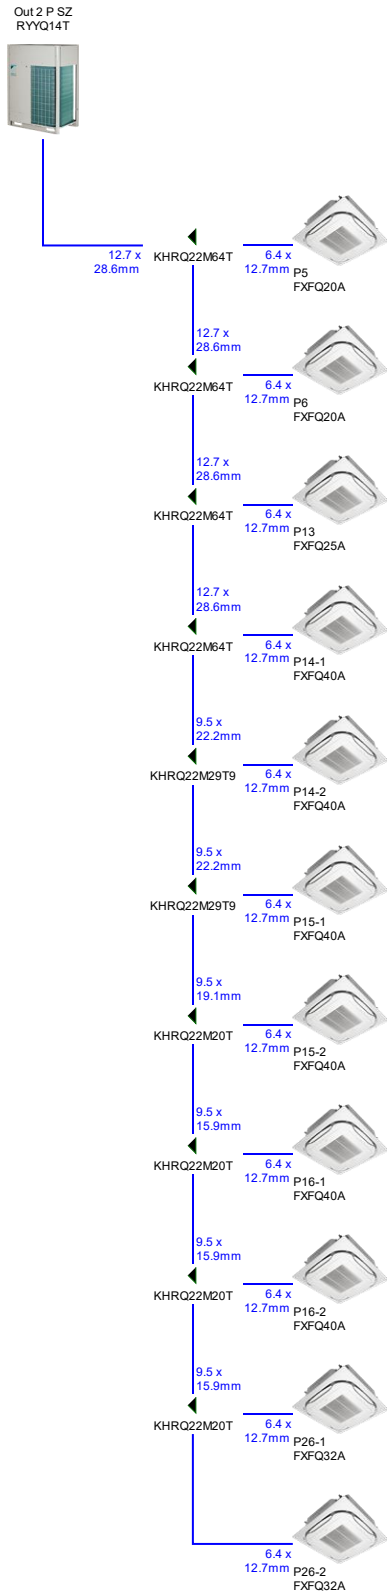 Out 2 P SZ
RYYQ14T
12.7 x
28.6mm
KHRQ22M64T
6.4 x
12.7mm
P5
FXFQ20A
12.7 x
28.6mm
KHRQ22M64T
6.4 x
12.7mm
P6
FXFQ20A
12.7 x
28.6mm
KHRQ22M64T
6.4 x
12.7mm
P13
FXFQ25A
12.7 x
28.6mm
KHRQ22M64T
6.4 x
12.7mm
P14-1
FXFQ40A
9.5 x
22.2mm
KHRQ22M29T9
6.4 x
12.7mm
P14-2
FXFQ40A
9.5 x
22.2mm
KHRQ22M29T9
6.4 x
12.7mm
P15-1
FXFQ40A
9.5 x
19.1mm
KHRQ22M20T
6.4 x
12.7mm
P15-2
FXFQ40A
9.5 x
15.9mm
KHRQ22M20T
6.4 x
12.7mm
P16-1
FXFQ40A
9.5 x
15.9mm
KHRQ22M20T
6.4 x
12.7mm
P16-2
FXFQ40A
9.5 x
15.9mm
KHRQ22M20T
6.4 x
12.7mm
P26-1
FXFQ32A
6.4 x
12.7mm
P26-2
FXFQ32A